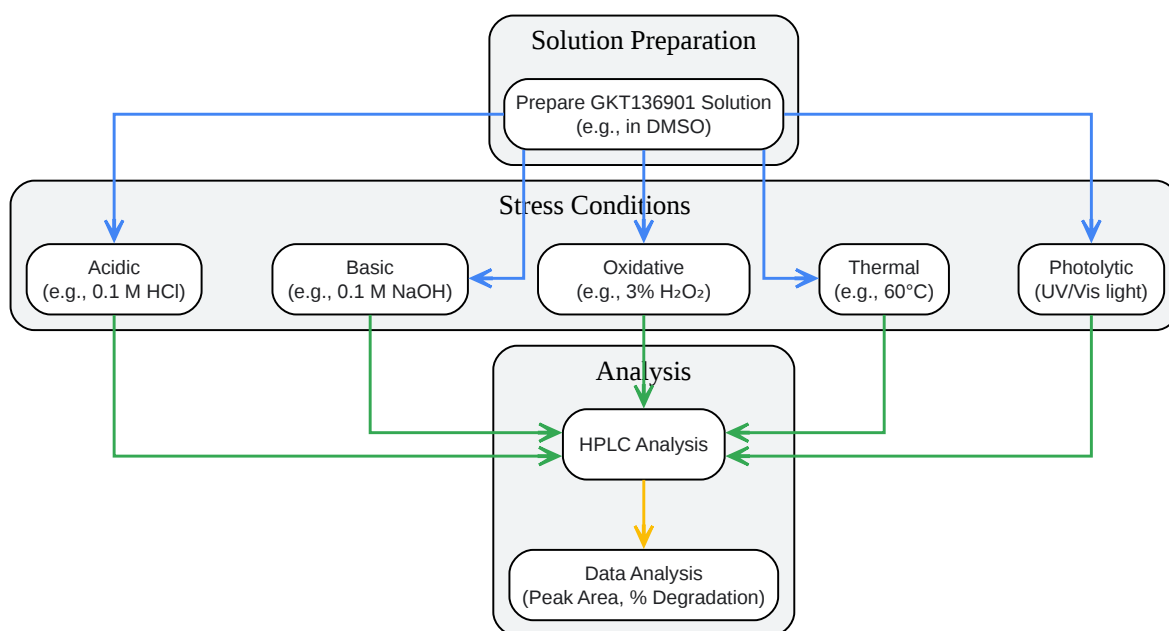 Solution Preparation
Prepare GKT136901 Solution
(e.g., in DMSO)
Stress Conditions
Acidic
(e.g., 0.1 M HCl)
Basic
(e.g., 0.1 M NaOH)
Oxidative
(e.g., 3% H₂O₂)
Thermal
(e.g., 60°C)
Photolytic
(UV/Vis light)
Analysis
HPLC Analysis
Data Analysis
(Peak Area, % Degradation)